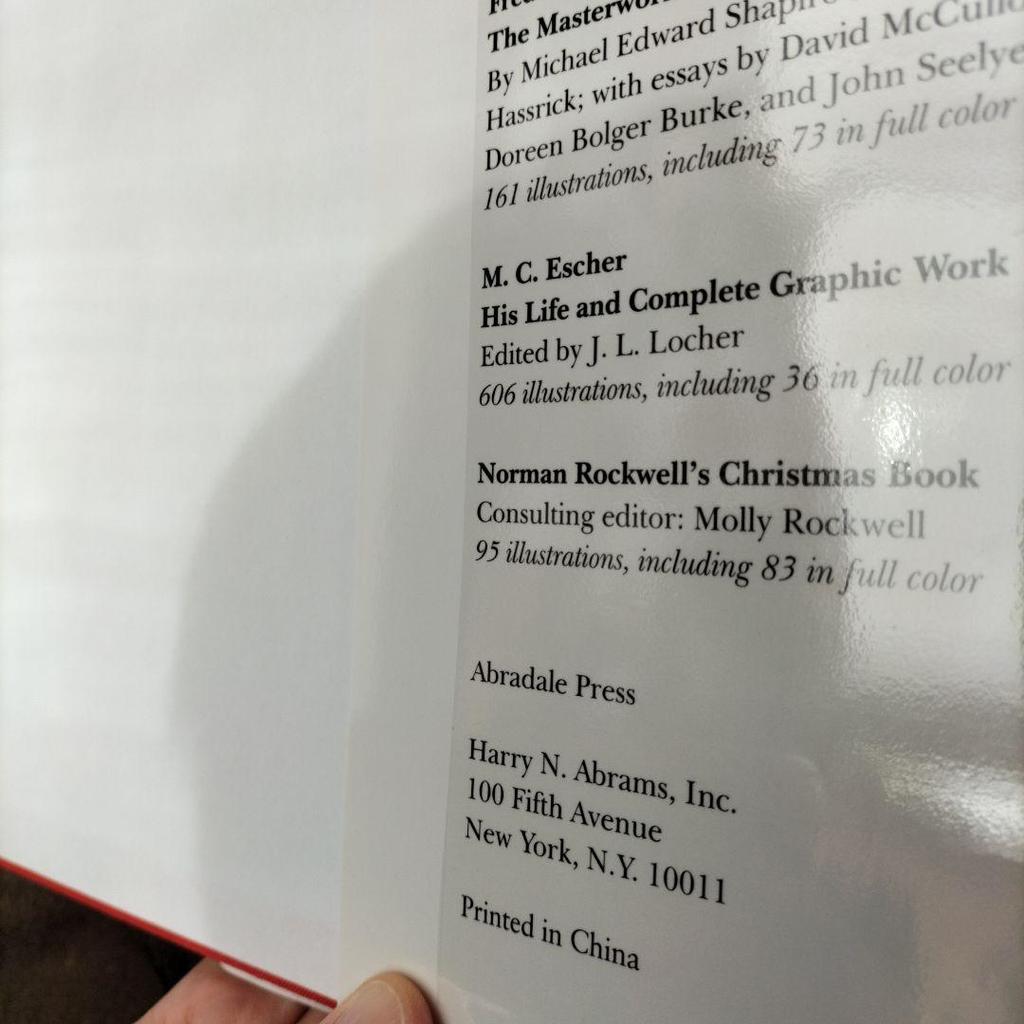 The
By Michael Edward
Hassrick; with essays by David
Doreen Bolger Burke, and John Seelye
161 illustrations, including 73 in full color
M. C. Escher
His Life and Complete Graphic Work
Edited by J. L. Locher
606 illustrations, including 36 in full color
Norman Rockwell’s Christmas Book
Consulting editor: Molly Rockwell
95 illustrations, including 83 in full color
Abradale Press
Harry N. Abrams, Inc.
100 Fifth Avenue
New York, N.Y. 10011
Printed in China